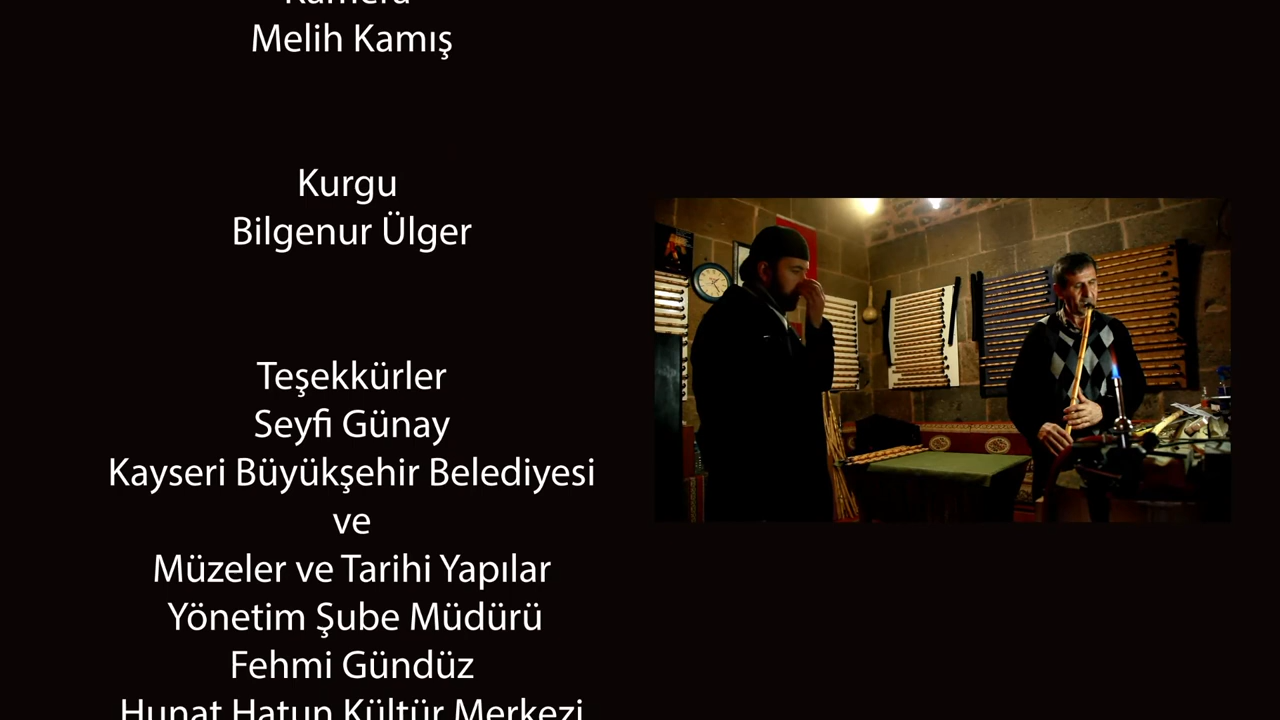 Kamera
Melih Kamış
Kurgu
Bilgenur Ülger
Teşekkürler
Seyfi Günay
Kayseri Büyükşehir Belediyesi
ve
Müzeler ve Tarihi Yapılar
Yönetim Şube Müdürü
Fehmi Gündüz
Hunat Hatun Kültür Merkezi